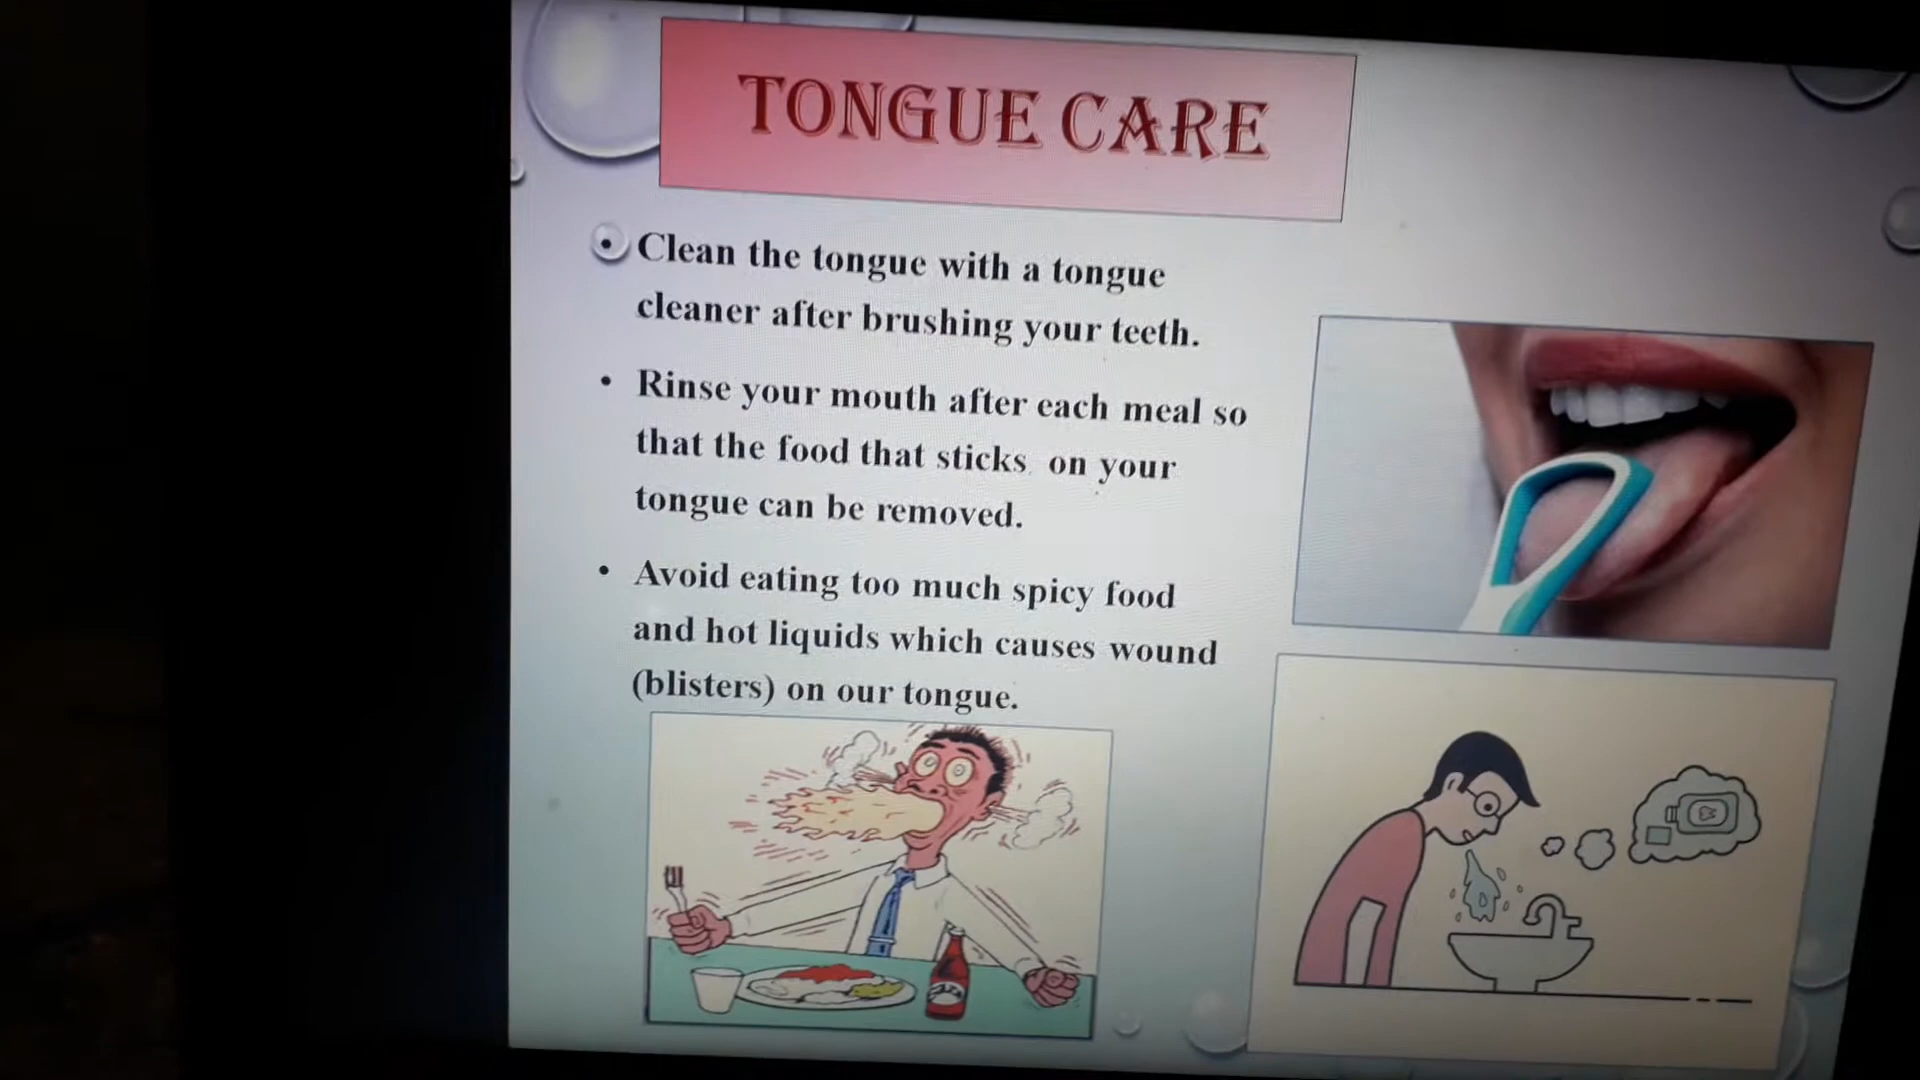 TONGUE CARE
• Clean the tongue with a tongue
cleaner after brushing your teeth.
• Rinse your mouth after each meal so
that the food that sticks on your
tongue can be removed.
• Avoid eating too much spicy food
and hot liquids which causes wound
(blisters) on our tongue.